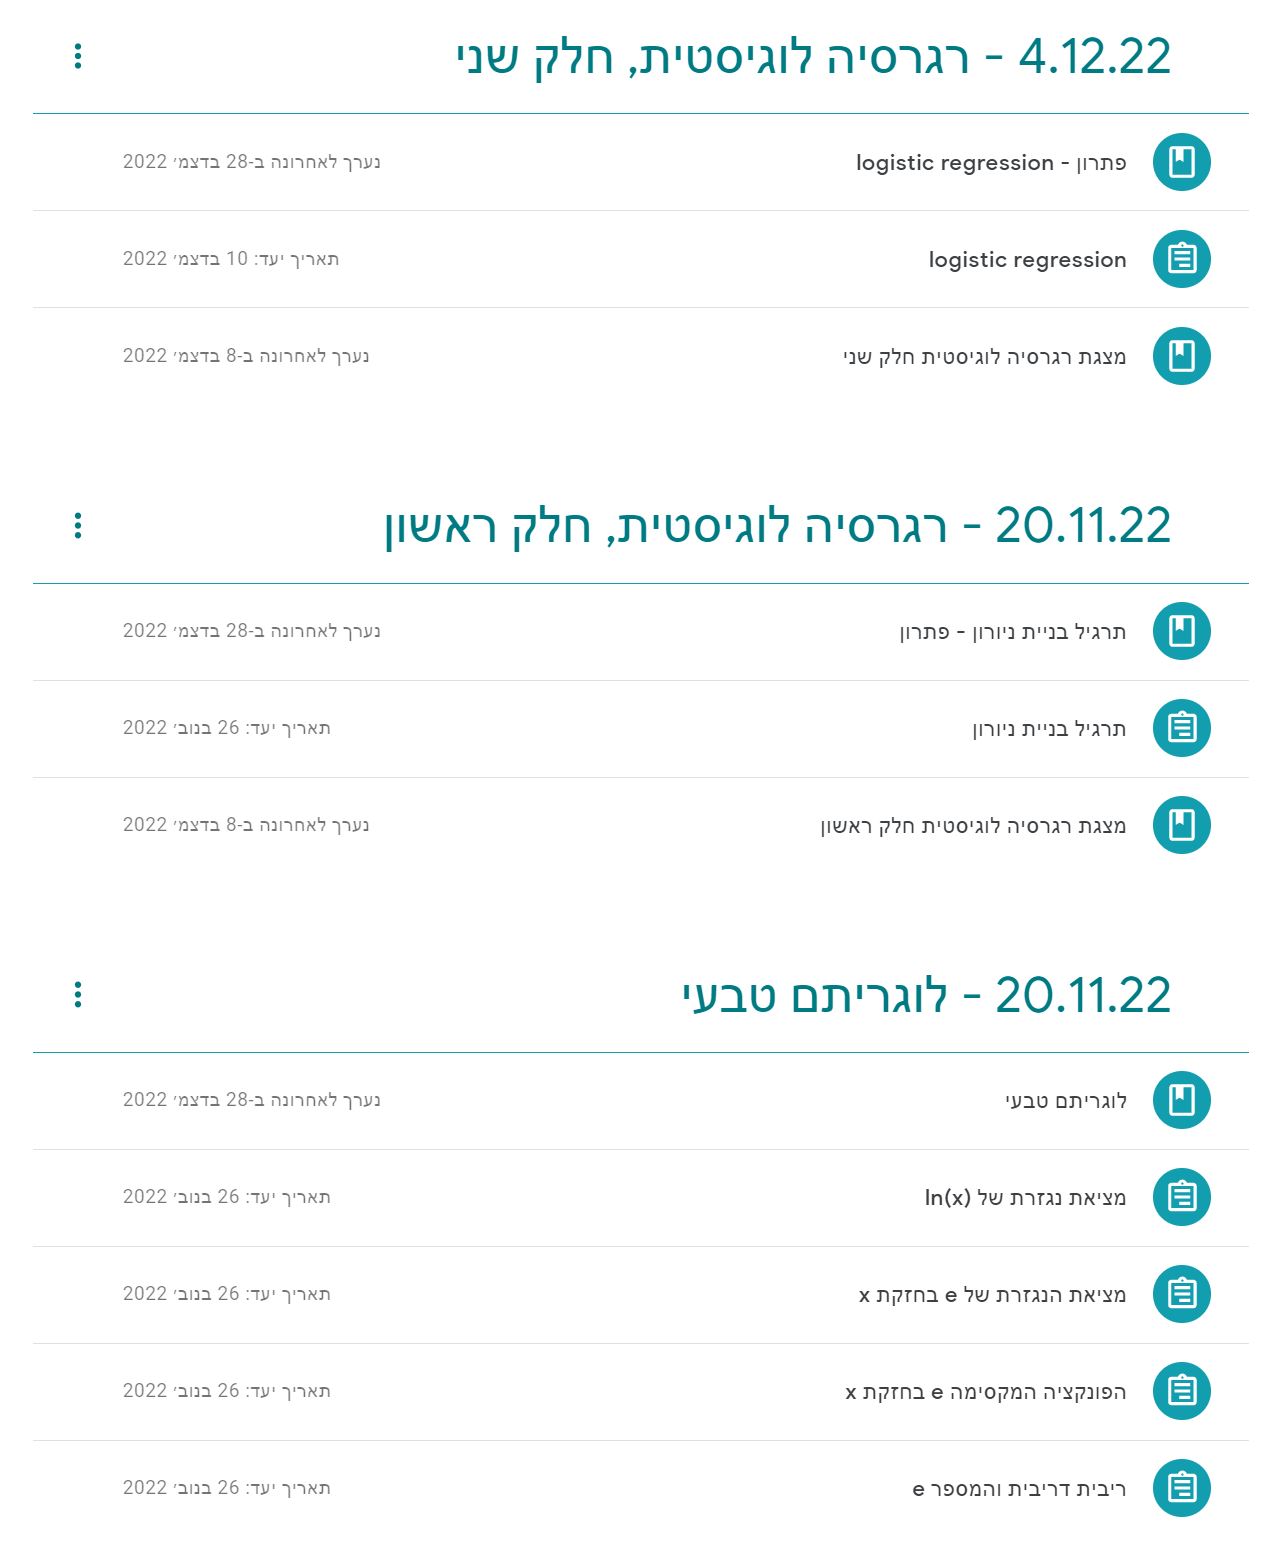 4.12.22 - רגרסיה לוגיסטית, חלק שני
פתרון - logistic regression נערך לאחרונה ב-28 בדצמ׳ 2022
logistic regression תאריך יעד: 10 בדצמ׳ 2022
מצגת רגרסיה לוגיסטית חלק שני נערך לאחרונה ב-8 בדצמ׳ 2022
20.11.22 - רגרסיה לוגיסטית, חלק ראשון
תרגיל בניית ניורון - פתרון נערך לאחרונה ב-28 בדצמ׳ 2022
תרגיל בניית ניורון תאריך יעד: 26 בנוב׳ 2022
מצגת רגרסיה לוגיסטית חלק ראשון נערך לאחרונה ב-8 בדצמ׳ 2022
20.11.22 - לוגריתם טבעי
לוגריתם טבעי נערך לאחרונה ב-28 בדצמ׳ 2022
מציאת נגזרת של ln(x) תאריך יעד: 26 בנוב׳ 2022
מציאת הנגזרת של e בחזקת x תאריך יעד: 26 בנוב׳ 2022
הפונקציה המקסימה e בחזקת x תאריך יעד: 26 בנוב׳ 2022
ריבית דריבית והמספר e תאריך יעד: 26 בנוב׳ 2022